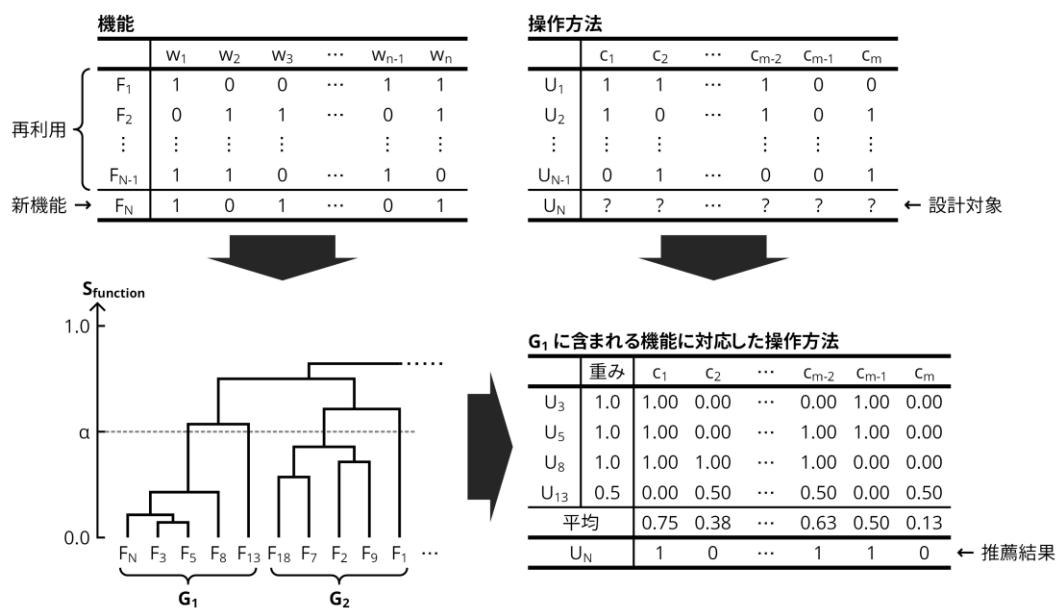 機能
w1 w2 w3 … wn-1 wn
F1 1 0 0 … 1 1
F2 0 1 1 … 0 1
⋮ ⋮ ⋮ ⋮ ⋮ ⋮
FN-1 1 1 0 … 1 0
FN 1 0 1 … 0 1
再利用
新機能 →
操作方法
c1 c2 … cm-2 cm-1 cm
U1 1 1 … 1 0 0
U2 1 0 … 1 0 1
⋮ ⋮ ⋮ ⋮ ⋮ ⋮
UN-1 0 1 … 0 0 1
UN ? ? … ? ? ?
← 設計対象
Sfunction
1.0
α
0.0
FN F3 F5 F8 F13 F18 F7 F2 F9 F1 …
G1 G2
G1 に含まれる機能に対応した操作方法
重み c1 c2 … cm-2 cm-1 cm
U3 1.0 1.00 0.00 … 0.00 1.00 0.00
U5 1.0 1.00 0.00 … 1.00 1.00 0.00
U8 1.0 1.00 1.00 … 1.00 0.00 0.00
U13 0.5 0.00 0.50 … 0.50 0.00 0.50
平均 0.75 0.38 … 0.63 0.50 0.13
UN 1 0 … 1 1 0
← 推薦結果